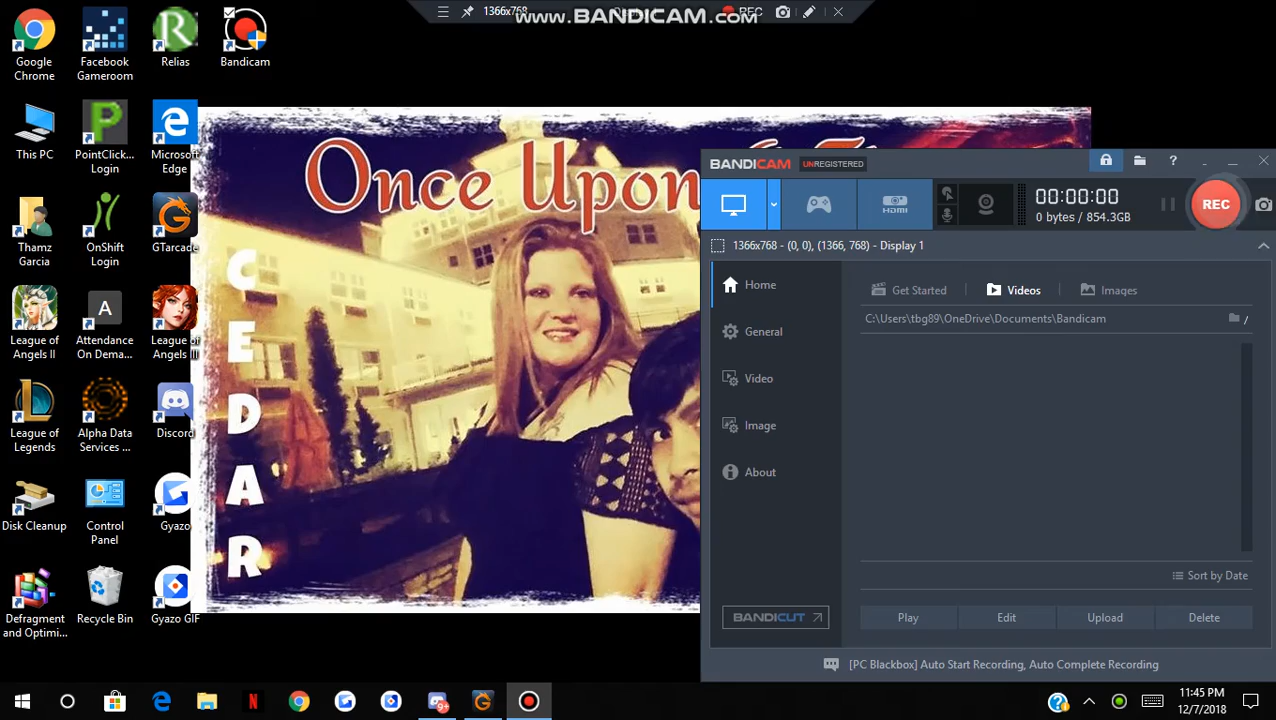 1366x768
www.BANDICAM.com
REC
Google
Chrome
Facebook
Gameroom
Relias
Bandicam
This PC
PointClick...
Login
Microsoft
Edge
Thamz
Garcia
OnShift
Login
GTarcade
League of
Angels II
Attendance
On Dema...
League of
Angels III
League of
Legends
Alpha Data
Services ...
Discord
Disk Cleanup
Control
Panel
Gyazo
Defragment
and Optimi...
Recycle Bin
Gyazo GIF
Once Upon
CEDAR
BANDICAM UNREGISTERED
HDMI
00:00:00
0 bytes / 854.3GB
REC
1366x768 - (0, 0), (1366, 768) - Display 1
Home
General
Video
Image
About
BANDICUT
Get Started
Videos
Images
C:\Users\tbg89\OneDrive\Documents\Bandicam
/
Sort by Date
Play
Edit
Upload
Delete
[PC Blackbox] Auto Start Recording, Auto Complete Recording
9+
11:45 PM
12/7/2018